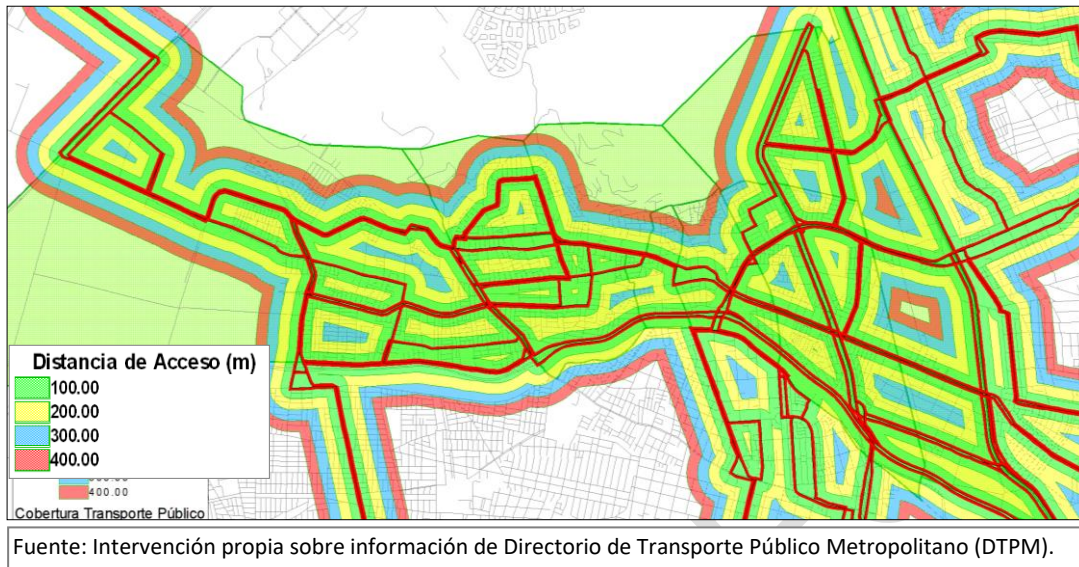 Distancia de Acceso (m)
100.00
200.00
300.00
400.00
400.00
Cobertura Transporte Público
Fuente: Intervención propia sobre información de Directorio de Transporte Público Metropolitano (DTPM).